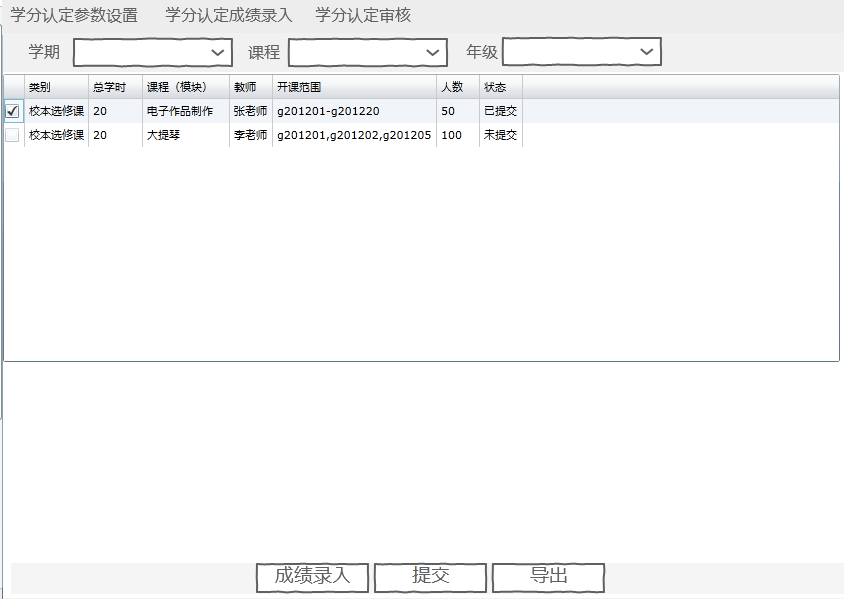 学分认定参数设置 学分认定成绩录入 学分认定审核
学期 课程 年级
类别 总学时 课程（模块） 教师 开课范围 人数 状态
校本选修课 20 电子作品制作 张老师 g201201-g201220 50 已提交
校本选修课 20 大提琴 李老师 g201201,g201202,g201205 100 未提交
成绩录入 提交 导出